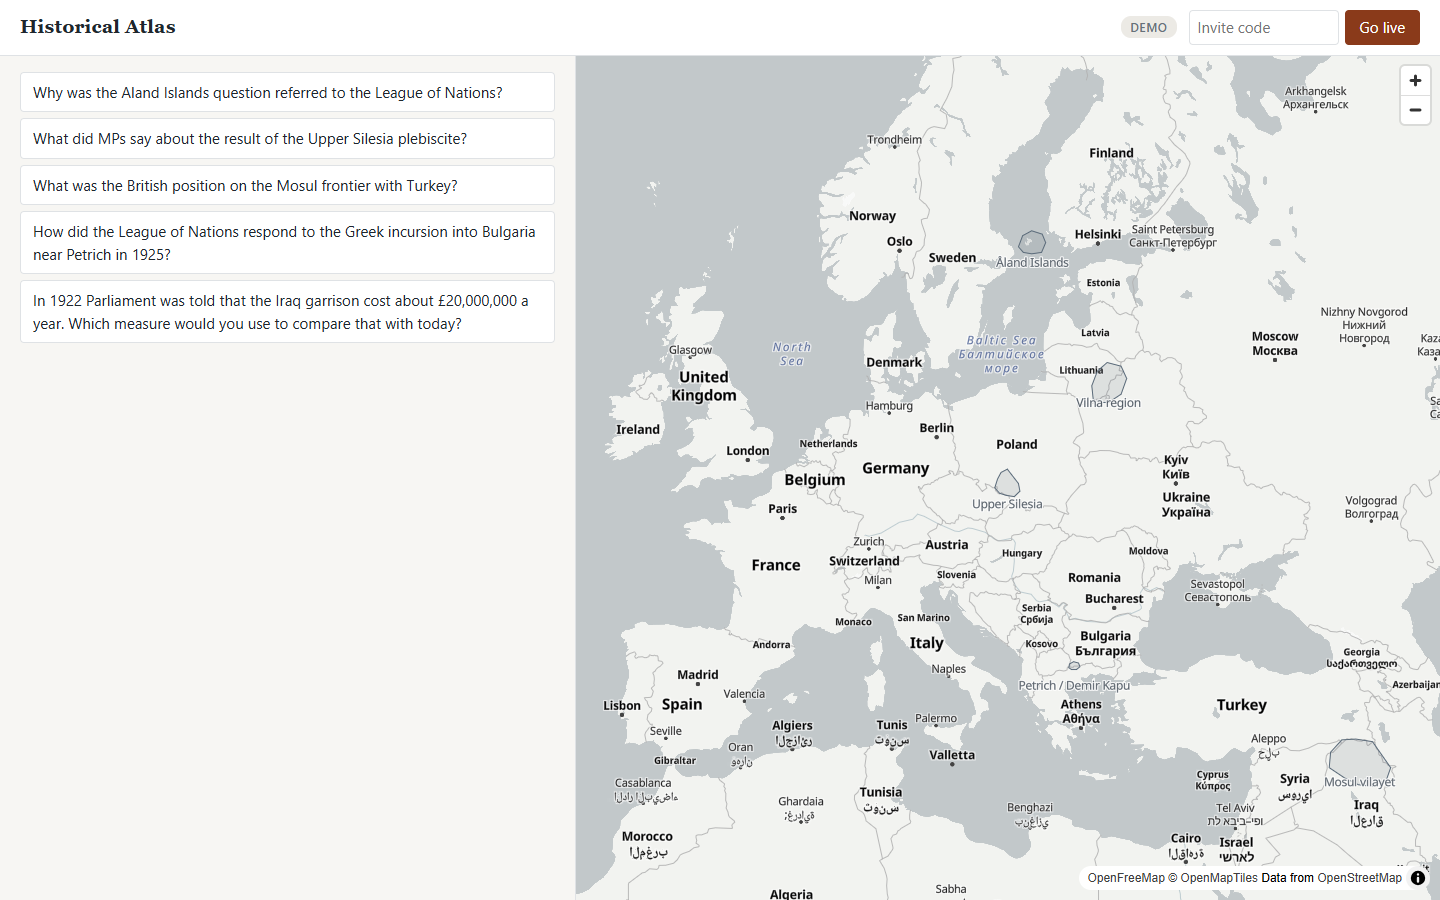 Historical Atlas
DEMO
Invite code
Go live
Why was the Aland Islands question referred to the League of Nations?
What did MPs say about the result of the Upper Silesia plebiscite?
What was the British position on the Mosul frontier with Turkey?
How did the League of Nations respond to the Greek incursion into Bulgaria
near Petrich in 1925?
In 1922 Parliament was told that the Iraq garrison cost about £20,000,000 a
year. Which measure would you use to compare that with today?
+
−
Arkhangelsk
Архангельск
Trondheim
Finland
Norway
Oslo
Sweden
Helsinki
Saint Petersburg
Санкт-Петербург
Åland Islands
Estonia
Nizhny Novgorod
Нижний
Новгород
Latvia
Moscow
Москва
Glasgow
North
Sea
Baltic Sea
Балтийское
море
Denmark
Lithuania
United
Kingdom
Vilna region
Hamburg
Ireland
Berlin
Netherlands
Poland
London
Germany
Kyiv
Київ
Belgium
Ukraine
Україна
Upper Silesia
Volgograd
Волгоград
Paris
Zurich
Austria
Hungary
Moldova
France
Switzerland
Slovenia
Romania
Milan
Sevastopol
Севастополь
Bucharest
Serbia
Србија
San Marino
Monaco
Italy
Andorra
Kosovo
Bulgaria
България
Georgia
საქართველო
Naples
Madrid
Petrich / Demir Kapu
Azerbaijan
Valencia
Lisbon
Spain
Athens
Αθήνα
Turkey
Seville
Algiers
الجزائر
Tunis
تونس
Palermo
Oran
وهران
Gibraltar
Valletta
Aleppo
حلب
Casablanca
الدار البيضاء
Cyprus
Κύπρος
Syria
سوريا
Mosul vilayet
Tunisia
تونس
Ghardaia
غرداية
Benghazi
بنغازي
Tel Aviv
Iraq
العراق
Morocco
المغرب
Cairo
القاهرة
Israel
ישראל
Algeria
Sabha
OpenFreeMap © OpenMapTiles Data from OpenStreetMap